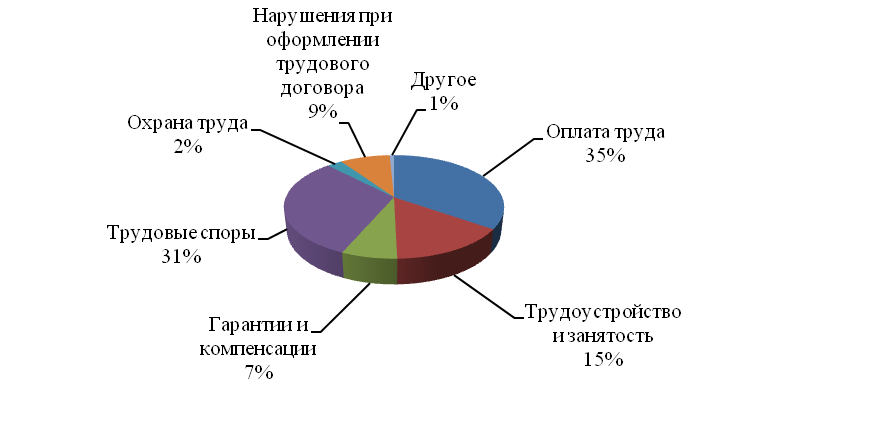 Нарушения при
оформлении
трудового
договора
9%
Другое
1%
Охрана труда
2%
Оплата труда
35%
Трудовые споры
31%
Трудоустройство
и занятость
15%
Гарантии и
компенсации
7%